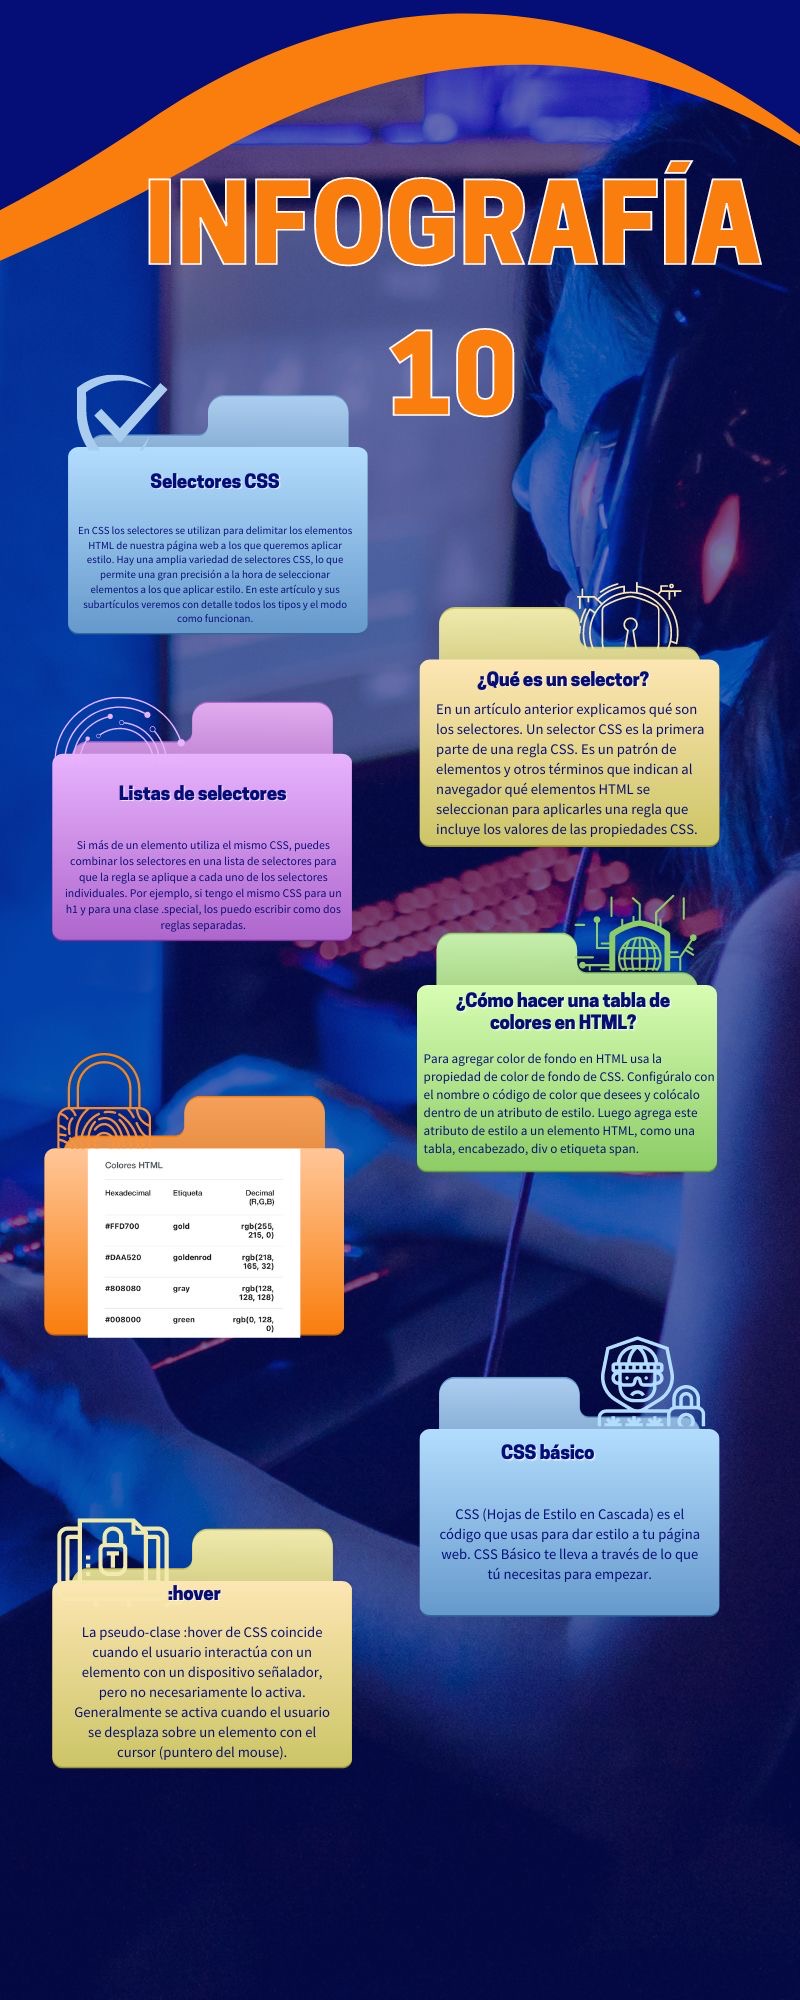 INFOGRAFÍA
10
Selectores CSS
En CSS los selectores se utilizan para delimitar los elementos
HTML de nuestra página web a los que queremos aplicar
estilo. Hay una amplia variedad de selectores CSS, lo que
permite una gran precisión a la hora de seleccionar
elementos a los que aplicar estilo. En este artículo y sus
subartículos veremos con detalle todos los tipos y el modo
como funcionan.
¿Qué es un selector?
En un artículo anterior explicamos qué son
los selectores. Un selector CSS es la primera
parte de una regla CSS. Es un patrón de
elementos y otros términos que indican al
navegador qué elementos HTML se
seleccionan para aplicarles una regla que
incluye los valores de las propiedades CSS.
Listas de selectores
Si más de un elemento utiliza el mismo CSS, puedes
combinar los selectores en una lista de selectores para
que la regla se aplique a cada uno de los selectores
individuales. Por ejemplo, si tengo el mismo CSS para un
h1 y para una clase .special, los puedo escribir como dos
reglas separadas.
¿Cómo hacer una tabla de
colores en HTML?
Para agregar color de fondo en HTML usa la
propiedad de color de fondo de CSS. Configúralo con
el nombre o código de color que desees y colócalo
dentro de un atributo de estilo. Luego agrega este
atributo de estilo a un elemento HTML, como una
tabla, encabezado, div o etiqueta span.
Colores HTML
Hexadecimal Etiqueta Decimal
(R,G,B)
#FFD700 gold rgb(255,
215, 0)
#DAA520 goldenrod rgb(218,
165, 32)
#808080 gray rgb(128,
128, 128)
#008000 green rgb(0, 128,
0)
CSS básico
CSS (Hojas de Estilo en Cascada) es el
código que usas para dar estilo a tu página
web. CSS Básico te lleva a través de lo que
tú necesitas para empezar.
T
:hover
La pseudo-clase :hover de CSS coincide
cuando el usuario interactúa con un
elemento con un dispositivo señalador,
pero no necesariamente lo activa.
Generalmente se activa cuando el usuario
se desplaza sobre un elemento con el
cursor (puntero del mouse).